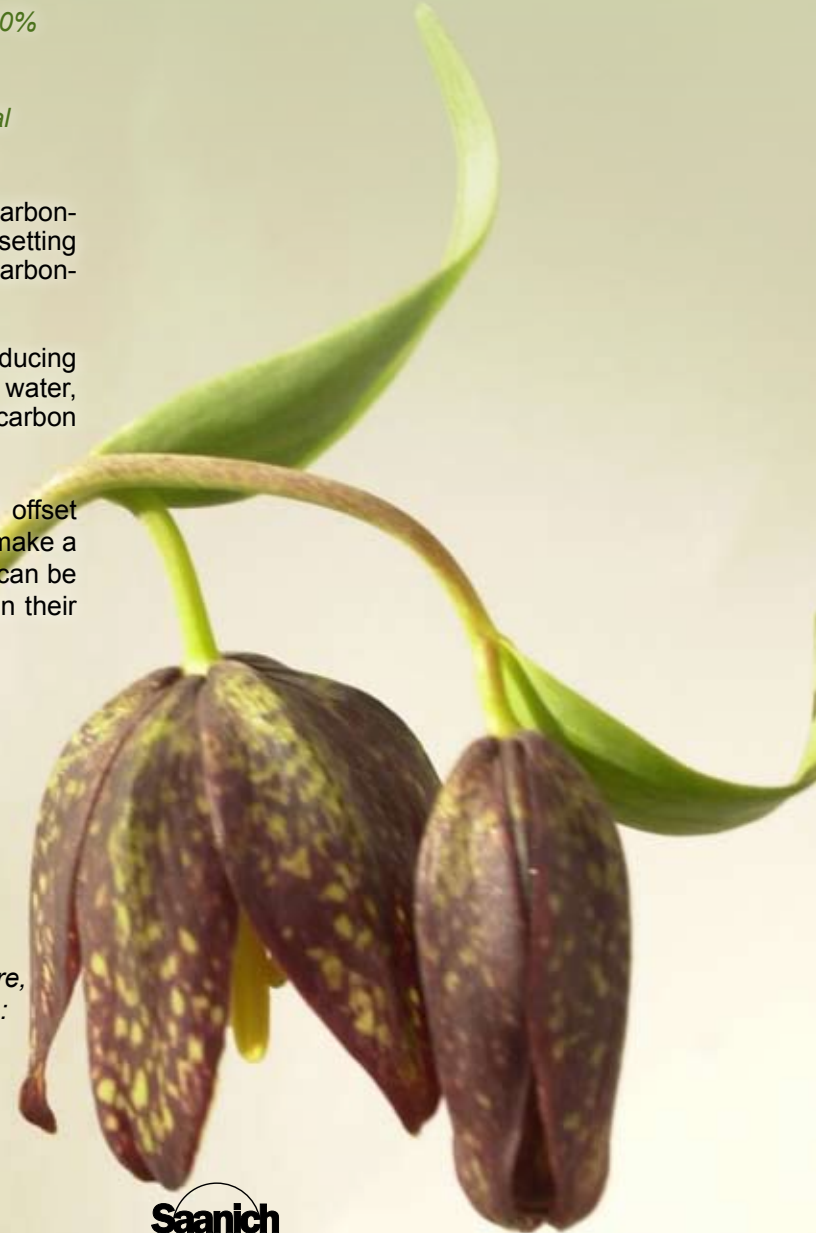 0%
al
arbon-
setting
arbon-
ducing
water,
carbon
offset
make a
can be
n their
re,
:
Saanich